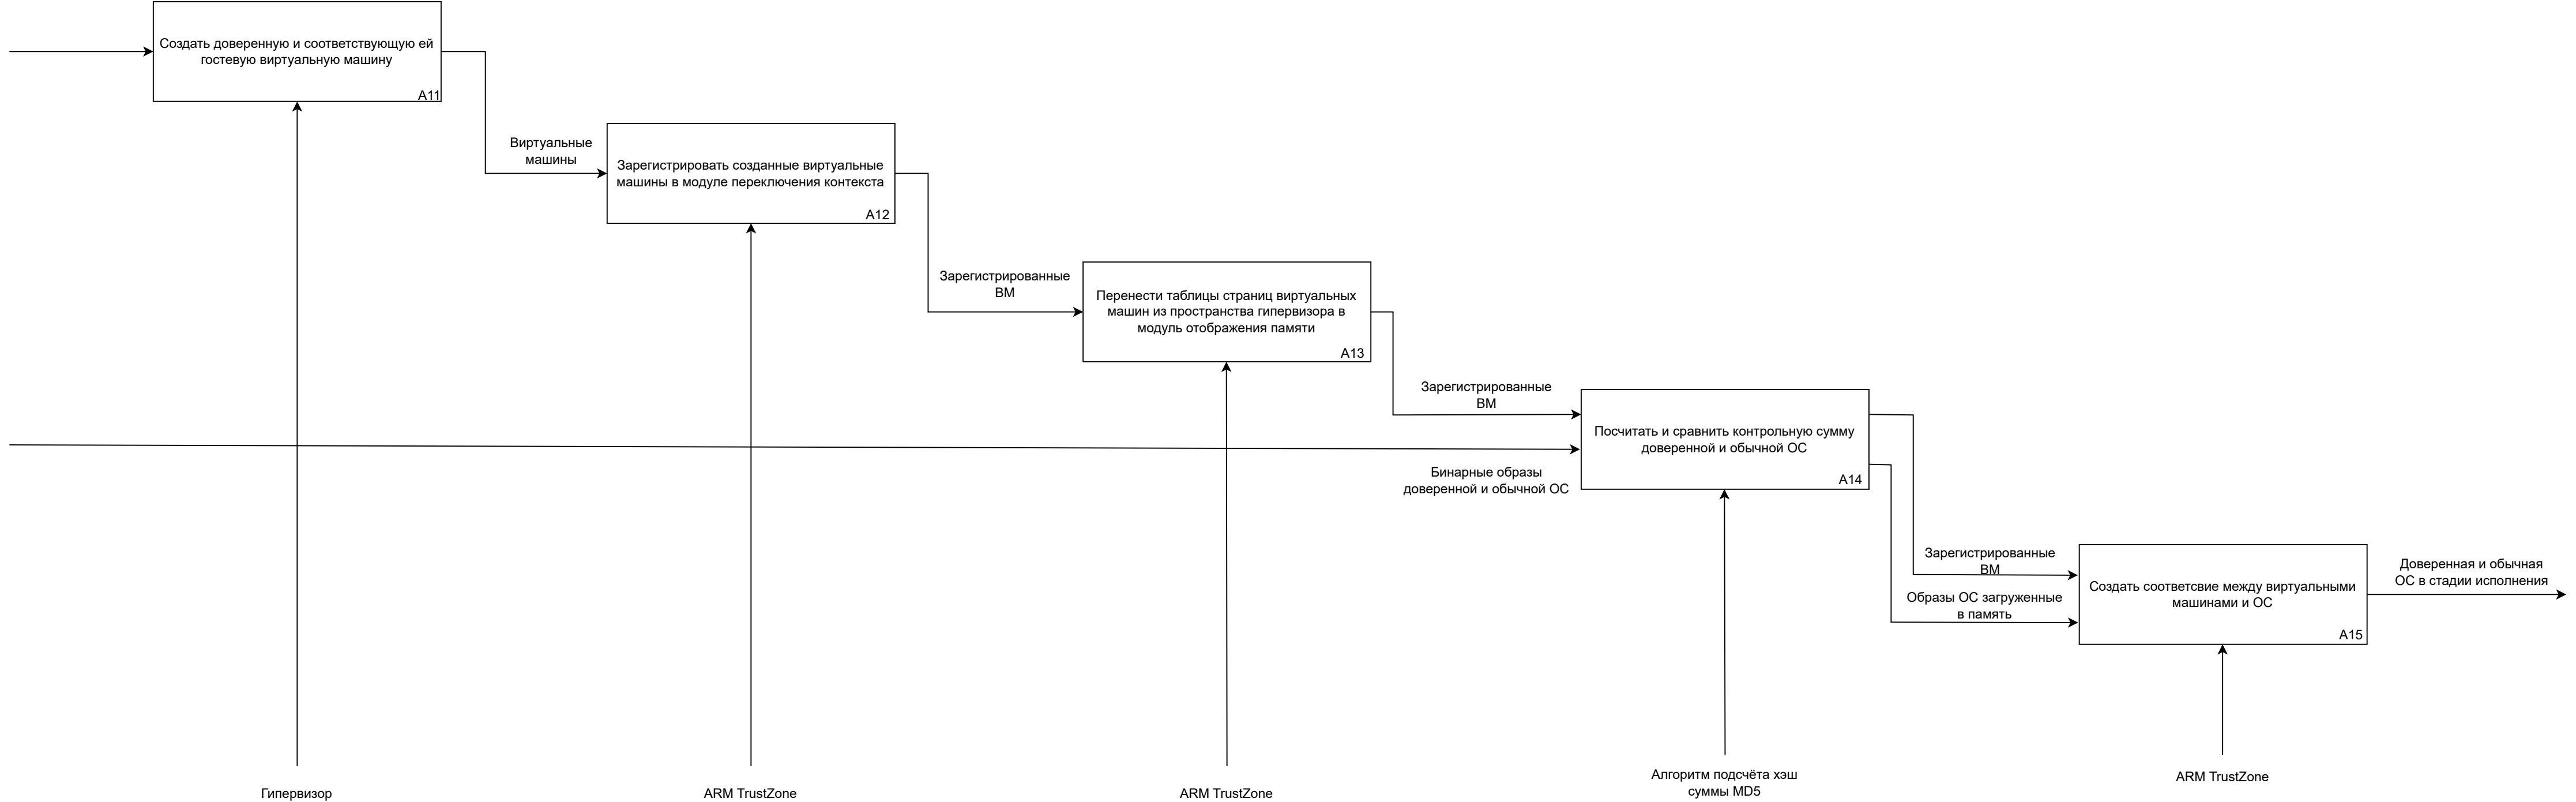 Создать доверенную и соответствующую ей
гостевую виртуальную машину
A11
Виртуальные
машины
Зарегистрировать созданные виртуальные
машины в модуле переключения контекста
A12
Зарегистрированные
ВМ
Перенести таблицы страниц виртуальных
машин из пространства гипервизора в
модуль отображения памяти
A13
Зарегистрированные
ВМ
Бинарные образы
доверенной и обычной ОС
Посчитать и сравнить контрольную сумму
доверенной и обычной ОС
A14
Зарегистрированные
ВМ
Образы ОС загруженные
в память
Создать соответсвие между виртуальными
машинами и ОС
A15
Доверенная и обычная
ОС в стадии исполнения
Гипервизор
ARM TrustZone
ARM TrustZone
Алгоритм подсчёта хэш
суммы MD5
ARM TrustZone